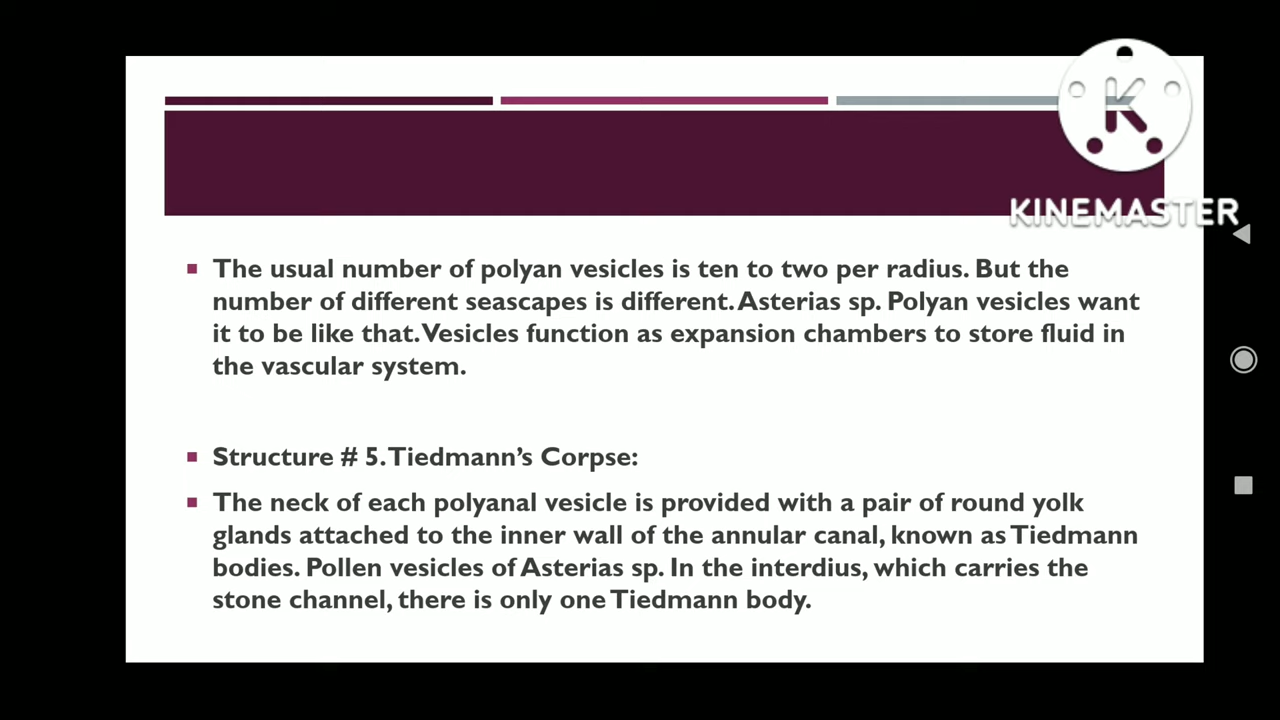 KINEMASTER
The usual number of polyan vesicles is ten to two per radius. But the
number of different seascapes is different. Asterias sp. Polyan vesicles want
it to be like that. Vesicles function as expansion chambers to store fluid in
the vascular system.
Structure # 5. Tiedmann's Corpse:
The neck of each polyanal vesicle is provided with a pair of round yolk
glands attached to the inner wall of the annular canal, known as Tiedmann
bodies. Pollen vesicles of Asterias sp. In the interdius, which carries the
stone channel, there is only one Tiedmann body.